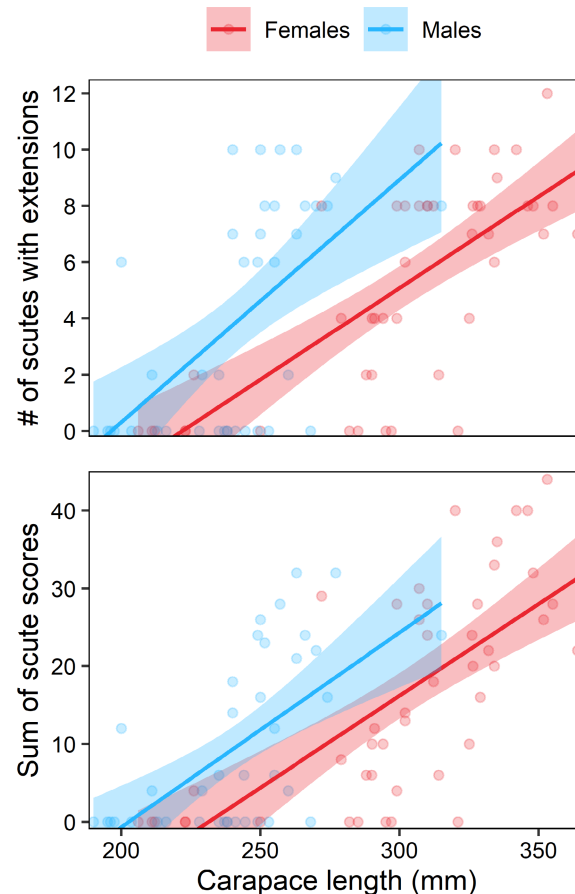 Females Males
# of scutes with extensions
12
10
8
6
4
2
0
Sum of scute scores
40
30
20
10
0
200 250 300 350
Carapace length (mm)